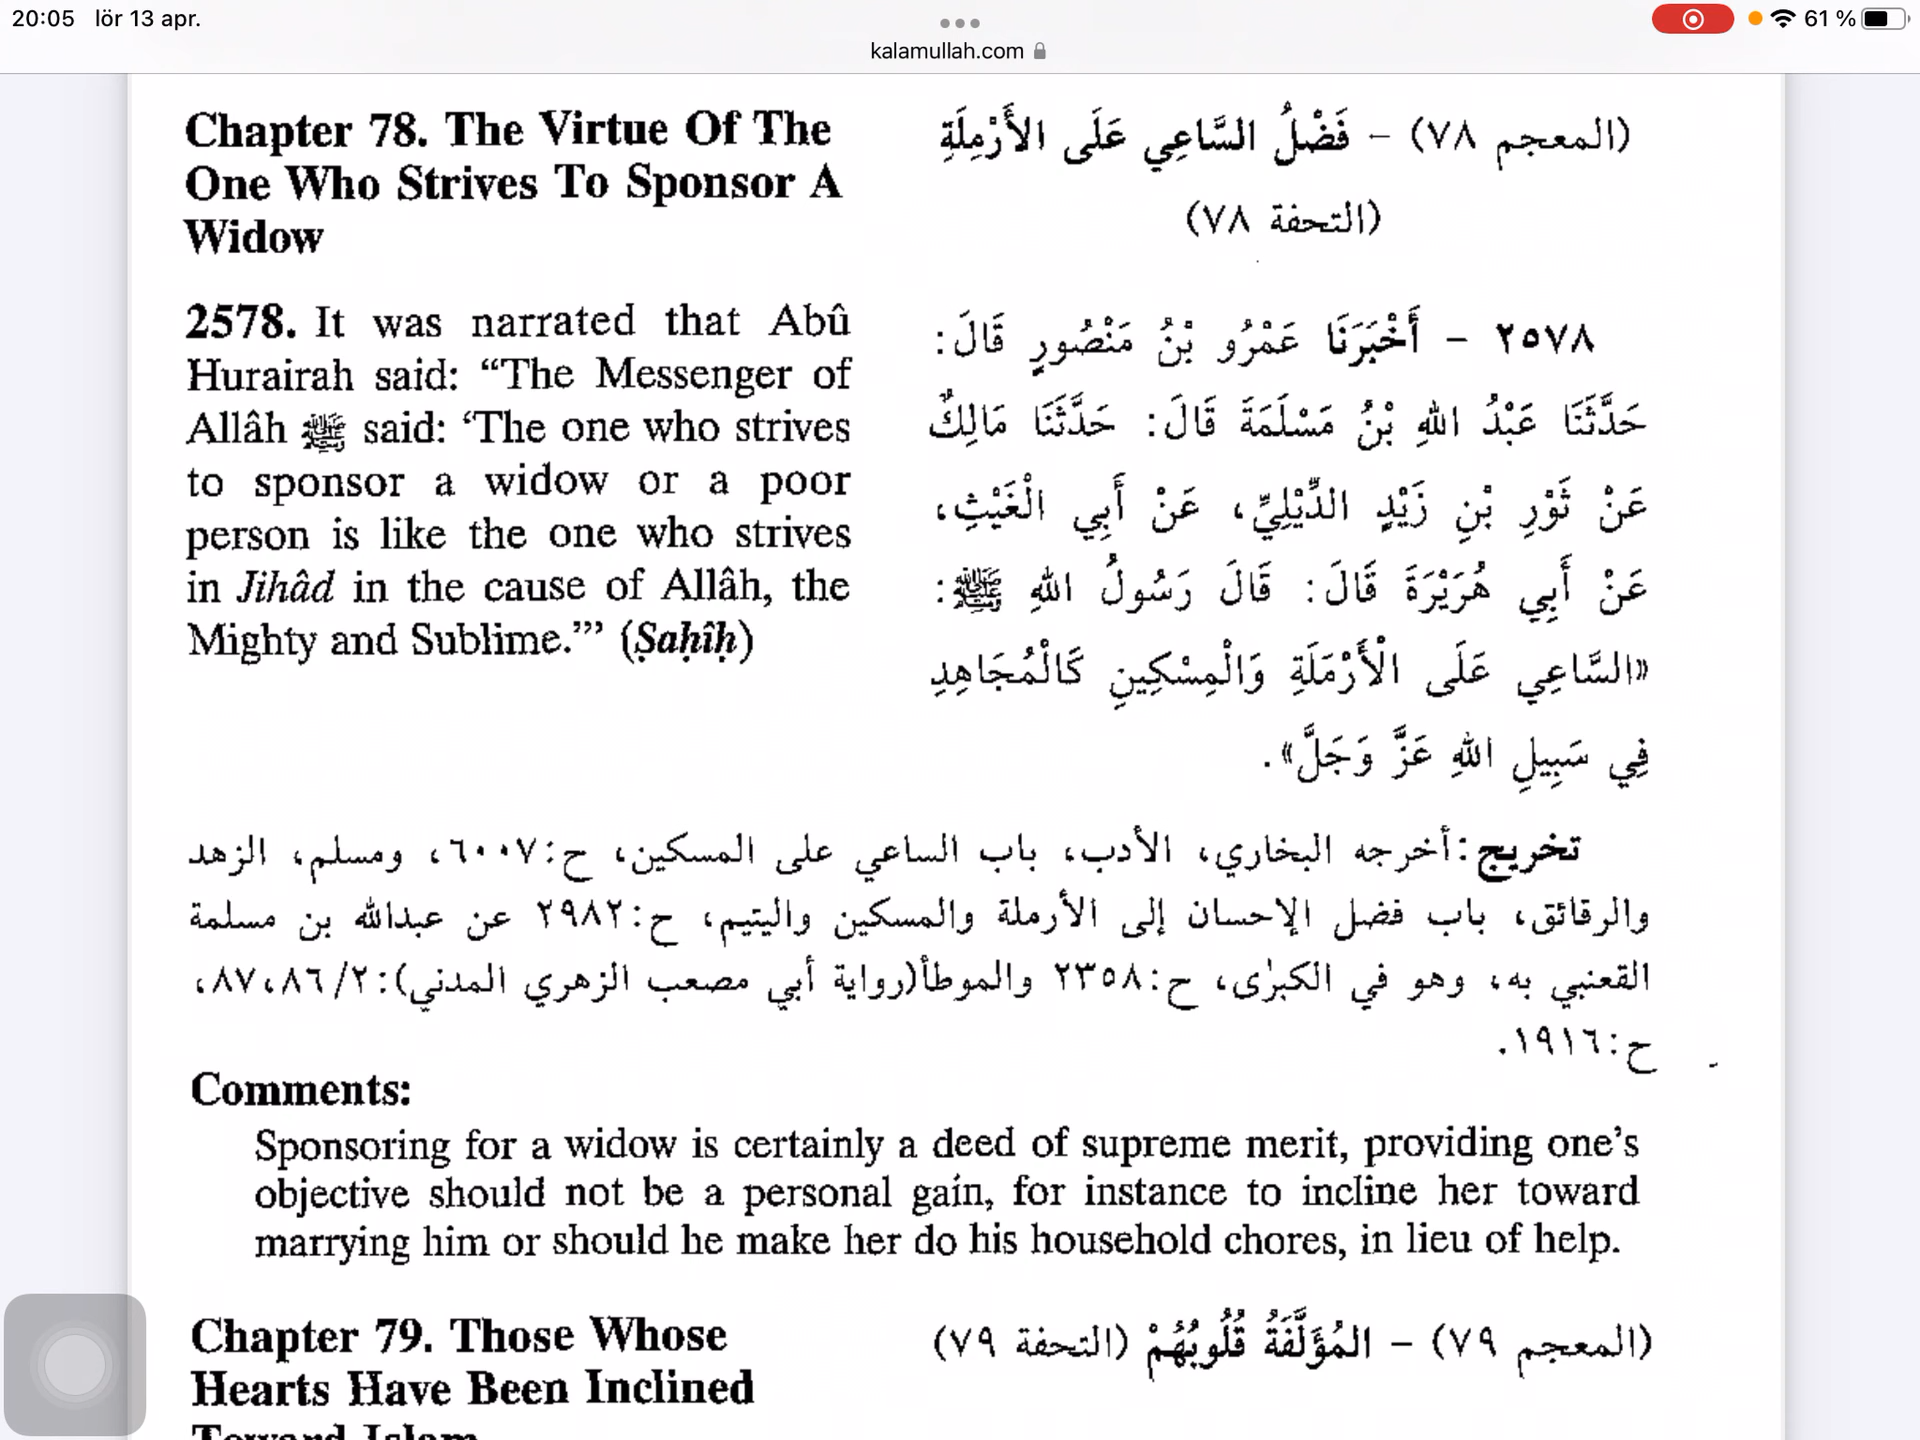 20:05 lör 13 apr.
61 %
kalamullah.com
Chapter 78. The Virtue Of The
One Who Strives To Sponsor A
Widow
(المعجم ٧٨) - فَضْلُ السَّاعِي عَلَى الأَرْمِلَةِ
(التحفة ٧٨)
2578. It was narrated that Abû
Hurairah said: “The Messenger of
Allâh ﷺ said: ‘The one who strives
to sponsor a widow or a poor
person is like the one who strives
in Jihâd in the cause of Allâh, the
Mighty and Sublime.”’” (Ṣaḥîḥ)
٢٥٧٨ - أَخْبَرَنَا عَمْرُو بْنُ مَنْصُورٍ قَالَ:
حَدَّثَنَا عَبْدُ اللهِ بْنُ مَسْلَمَةَ قَالَ: حَدَّثَنَا مَالِكٌ
عَنْ ثَوْرِ بْنِ زَيْدٍ الدِّيْلِيِّ، عَنْ أَبِي الْغَيْثِ،
عَنْ أَبِي هُرَيْرَةَ قَالَ: قَالَ رَسُولُ اللهِ ﷺ:
«السَّاعِي عَلَى الْأَرْمَلَةِ وَالْمِسْكِينِ كَالْمُجَاهِدِ
فِي سَبِيلِ اللهِ عَزَّ وَجَلَّ».
تخريج: أخرجه البخاري، الأدب، باب الساعي على المسكين، ح:٦٠٠٧، ومسلم، الزهد
والرقائق، باب فضل الإحسان إلى الأرملة والمسكين واليتيم، ح:٢٩٨٢ عن عبدالله بن مسلمة
القعنبي به، وهو في الكبرٰى، ح:٢٣٥٨ والموطأ(رواية أبي مصعب الزهري المدني):٢/ ٨٦، ٨٧،
ح:١٩١٦.
Comments:
Sponsoring for a widow is certainly a deed of supreme merit, providing one’s
objective should not be a personal gain, for instance to incline her toward
marrying him or should he make her do his household chores, in lieu of help.
Chapter 79. Those Whose
Hearts Have Been Inclined
Toward Islam
(المعجم ٧٩) - المُؤَلَّفَةُ قُلُوبُهُمْ (التحفة ٧٩)